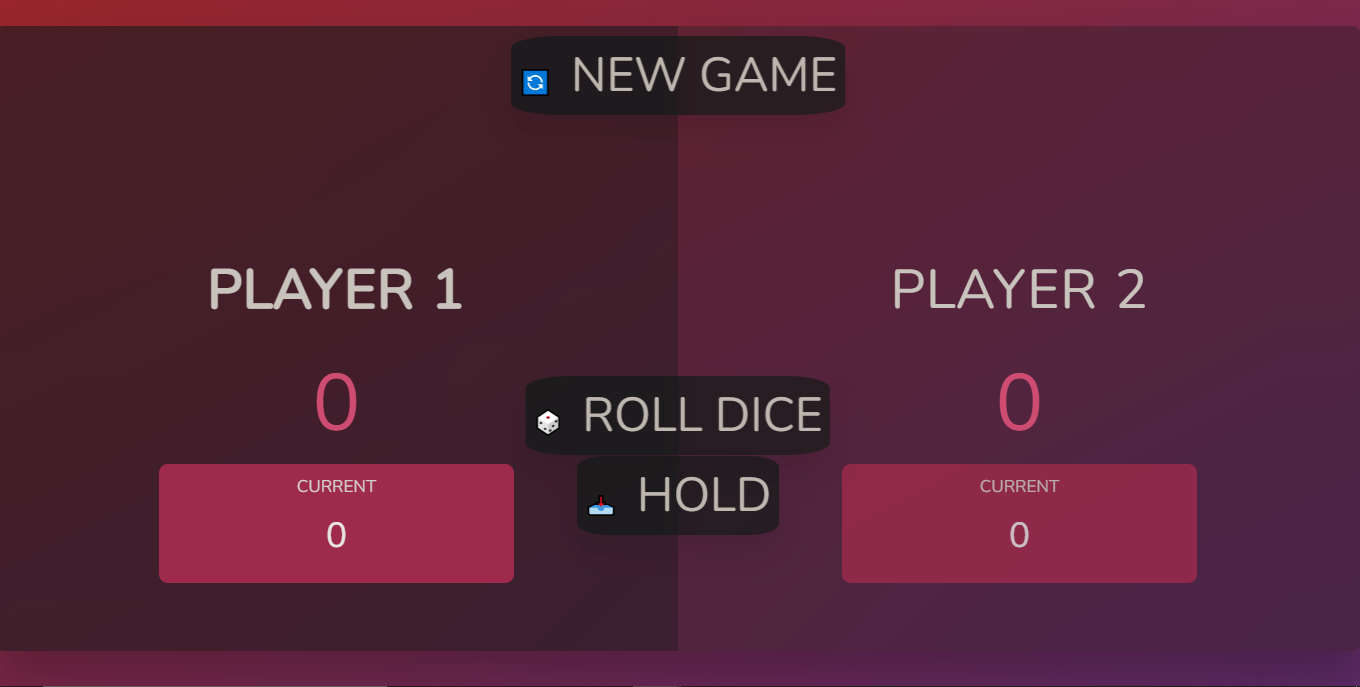 NEW GAME
PLAYER 1
0
CURRENT
0
ROLL DICE
HOLD
PLAYER 2
0
CURRENT
0